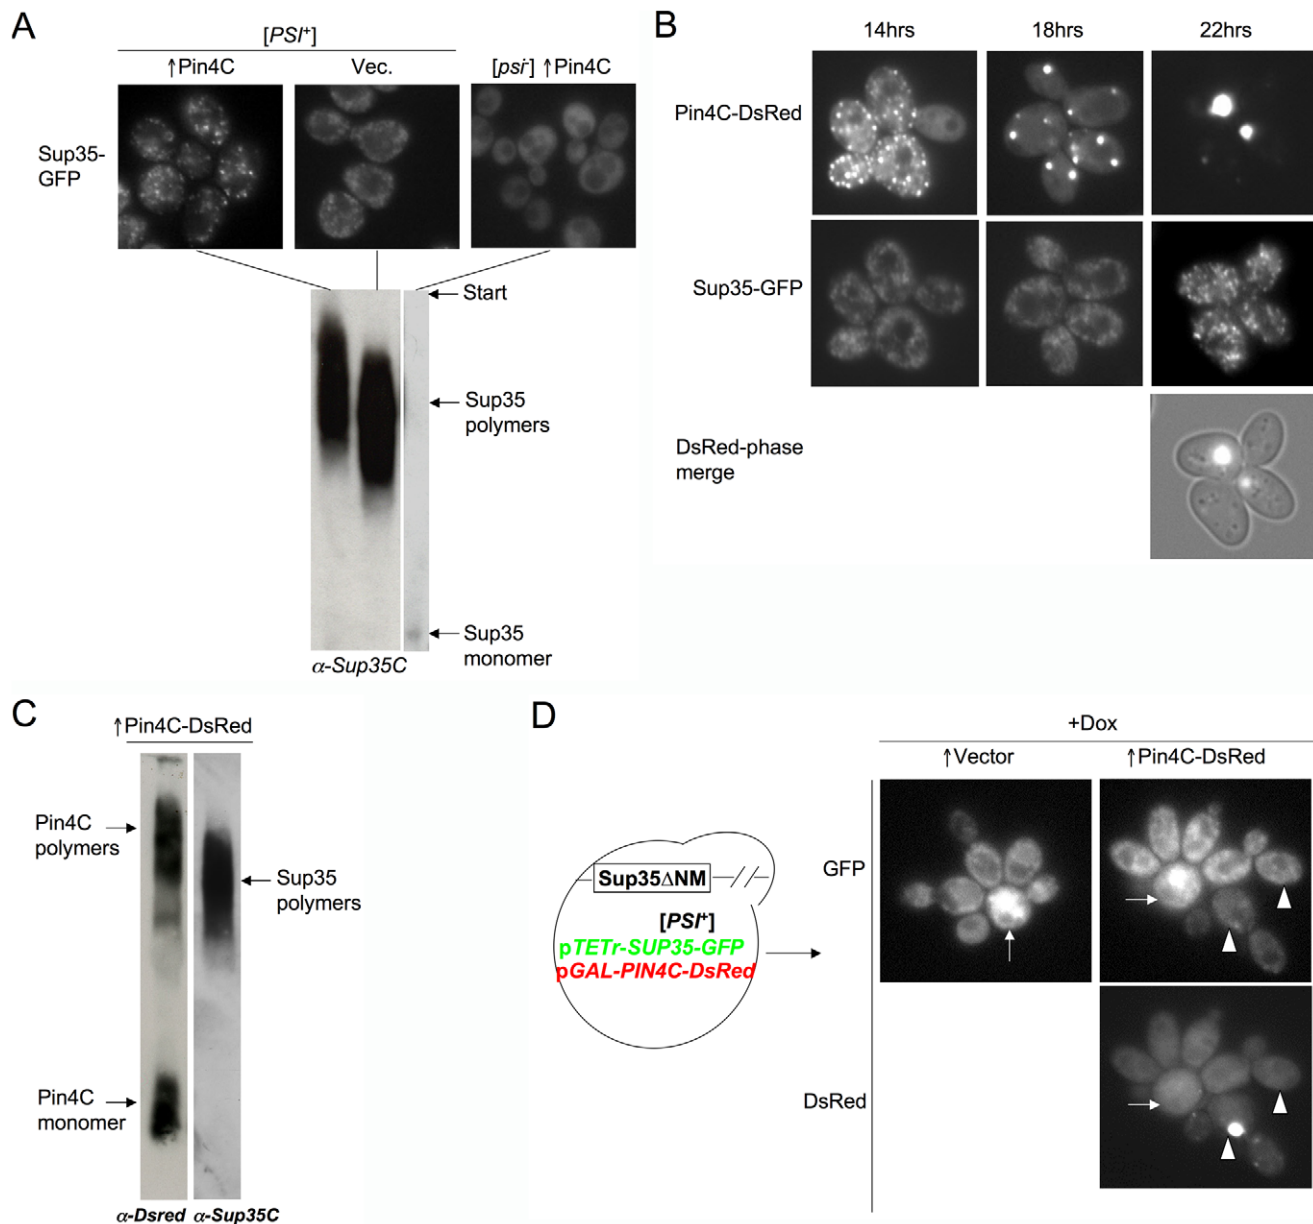 A
[PSI⁺]
↑Pin4C
Vec.
[psi⁻] ↑Pin4C
Sup35-
GFP
Start
Sup35
polymers
Sup35
monomer
α-Sup35C
B
14hrs
18hrs
22hrs
Pin4C-DsRed
Sup35-GFP
DsRed-phase
merge
C
↑Pin4C-DsRed
Pin4C
polymers
Sup35
polymers
Pin4C
monomer
α-Dsred
α-Sup35C
D
+Dox
↑Vector
↑Pin4C-DsRed
GFP
Sup35ΔNM
[PSI⁺]
pTETr-SUP35-GFP
pGAL-PIN4C-DsRed
DsRed